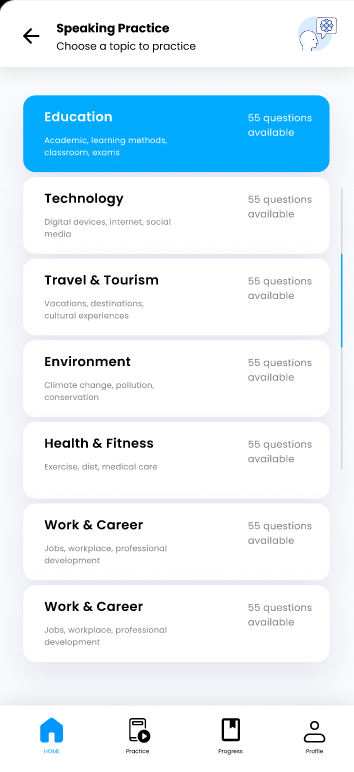 Speaking Practice
Choose a topic to practice
Education
55 questions
available
Academic, learning methods,
classroom, exams
Technology
55 questions
available
Digital devices, internet, social
media
Travel & Tourism
55 questions
available
Vacations, destinations,
cultural experiences
Environment
55 questions
available
Climate change, pollution,
conservation
Health & Fitness
55 questions
available
Exercise, diet, medical care
Work & Career
55 questions
available
Jobs, workplace, professional
development
Work & Career
55 questions
available
Jobs, workplace, professional
development
HOME
Practice
Progress
Profile